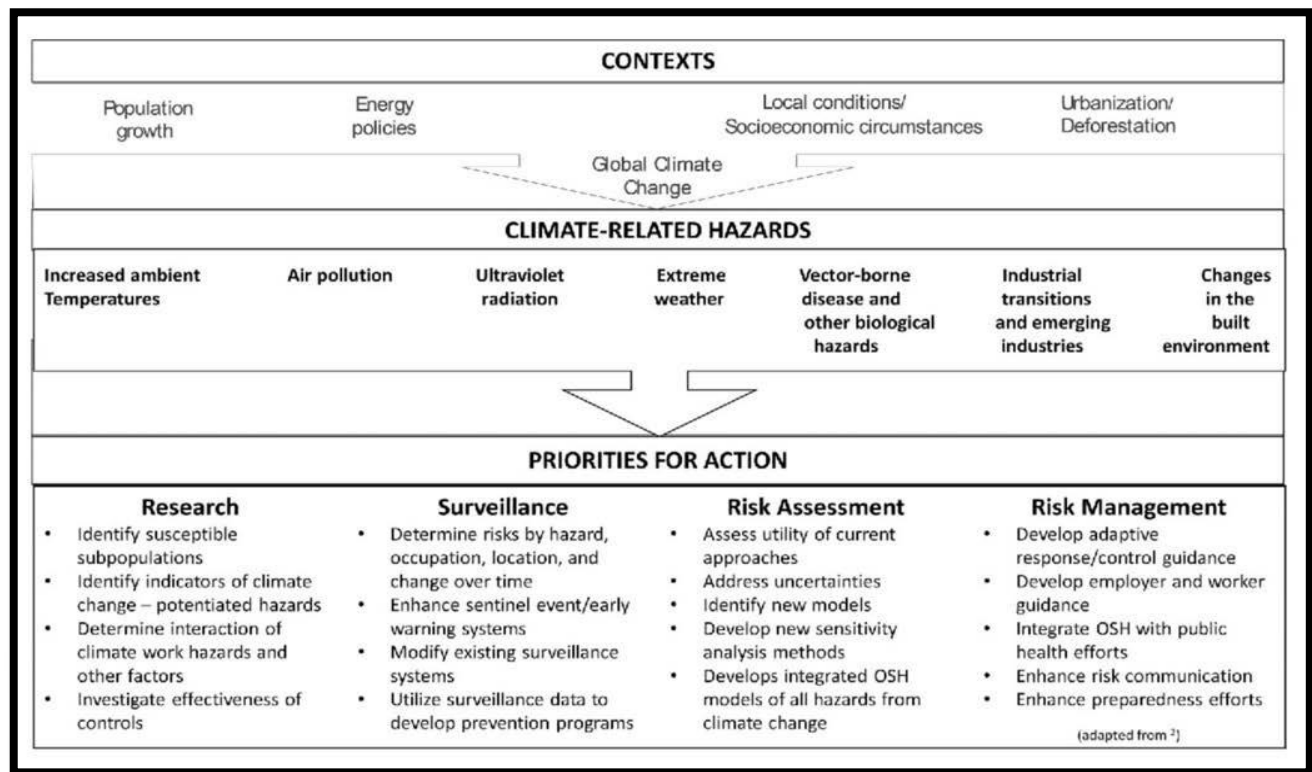 CONTEXTS
Population
growth
Energy
policies
Local conditions/
Socioeconomic circumstances
Urbanization/
Deforestation
Global Climate
Change
CLIMATE-RELATED HAZARDS
Increased ambient
Temperatures
Air pollution
Ultraviolet
radiation
Extreme
weather
Vector-borne
disease and
other biological
hazards
Industrial
transitions
and emerging
industries
Changes
in the
built
environment
PRIORITIES FOR ACTION
Research
• Identify susceptible
subpopulations
• Identify indicators of climate
change – potentiated hazards
• Determine interaction of
climate work hazards and
other factors
• Investigate effectiveness of
controls
Surveillance
• Determine risks by hazard,
occupation, location, and
change over time
• Enhance sentinel event/early
warning systems
• Modify existing surveillance
systems
• Utilize surveillance data to
develop prevention programs
Risk Assessment
• Assess utility of current
approaches
• Address uncertainties
• Identify new models
• Develop new sensitivity
analysis methods
• Develops integrated OSH
models of all hazards from
climate change
Risk Management
• Develop adaptive
response/control guidance
• Develop employer and worker
guidance
• Integrate OSH with public
health efforts
• Enhance risk communication
• Enhance preparedness efforts
(adapted from ²)